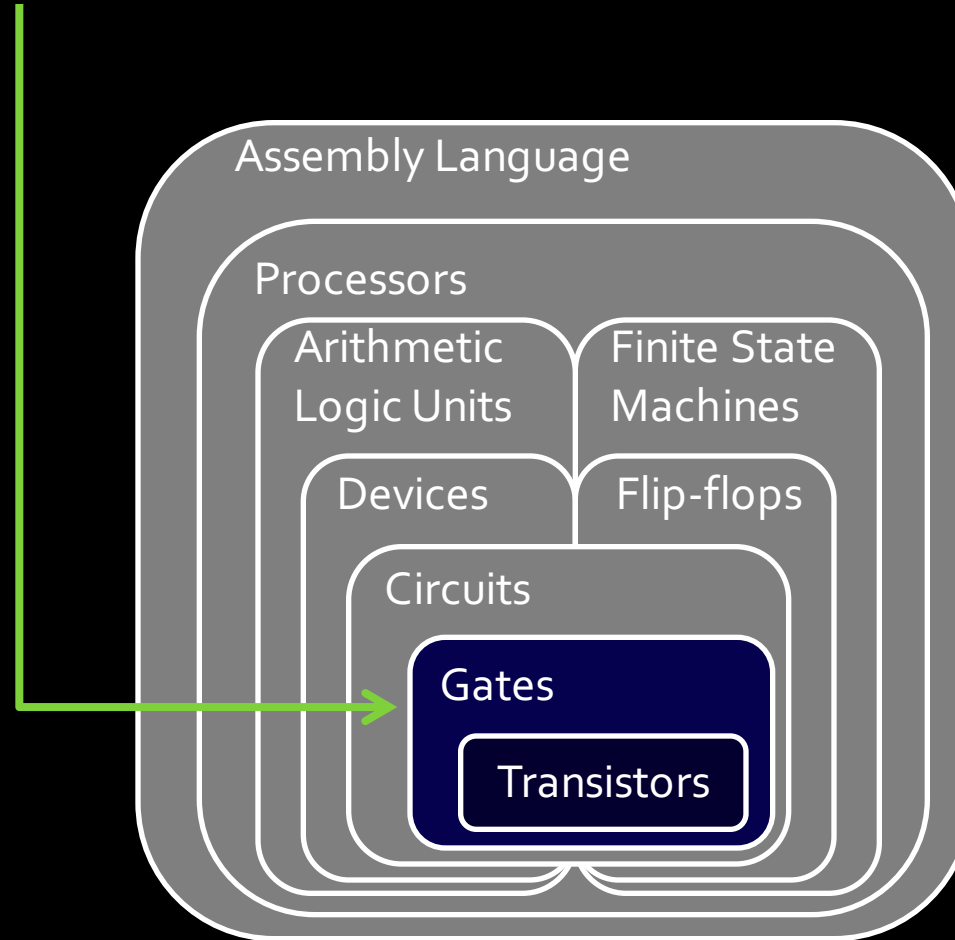 Assembly Language
Processors
Arithmetic
Logic Units
Finite State
Machines
Devices
Flip-flops
Circuits
Gates
Transistors